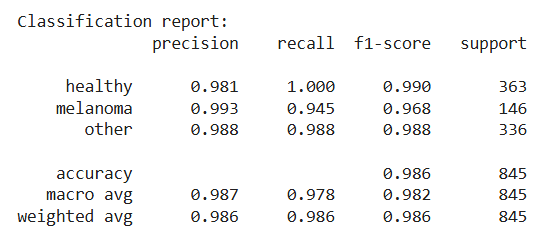 Classification report:
precision recall f1-score support
healthy 0.981 1.000 0.990 363
melanoma 0.993 0.945 0.968 146
other 0.988 0.988 0.988 336
accuracy 0.986 845
macro avg 0.987 0.978 0.982 845
weighted avg 0.986 0.986 0.986 845